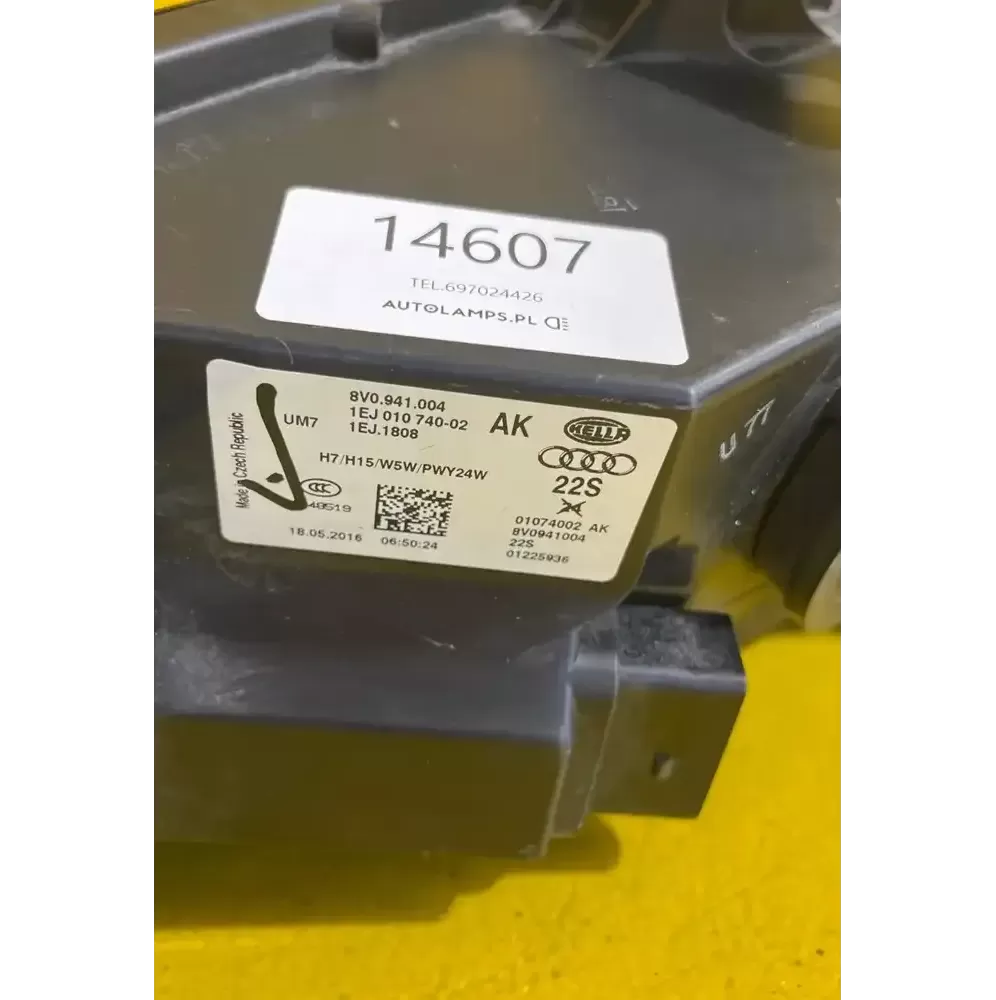 14607
TEL.697024426
AUTOLAMPS.PL
Made in Czech Republic
UM7
8V0.941.004
1EJ 010 740-02
1EJ.1808
AK
HELLA
H7/H15/W5W/PWY24W
22S
CCC
48519
18.05.2016 06:50:24
01074002 AK
8V0941004
22S
01225936
U 77